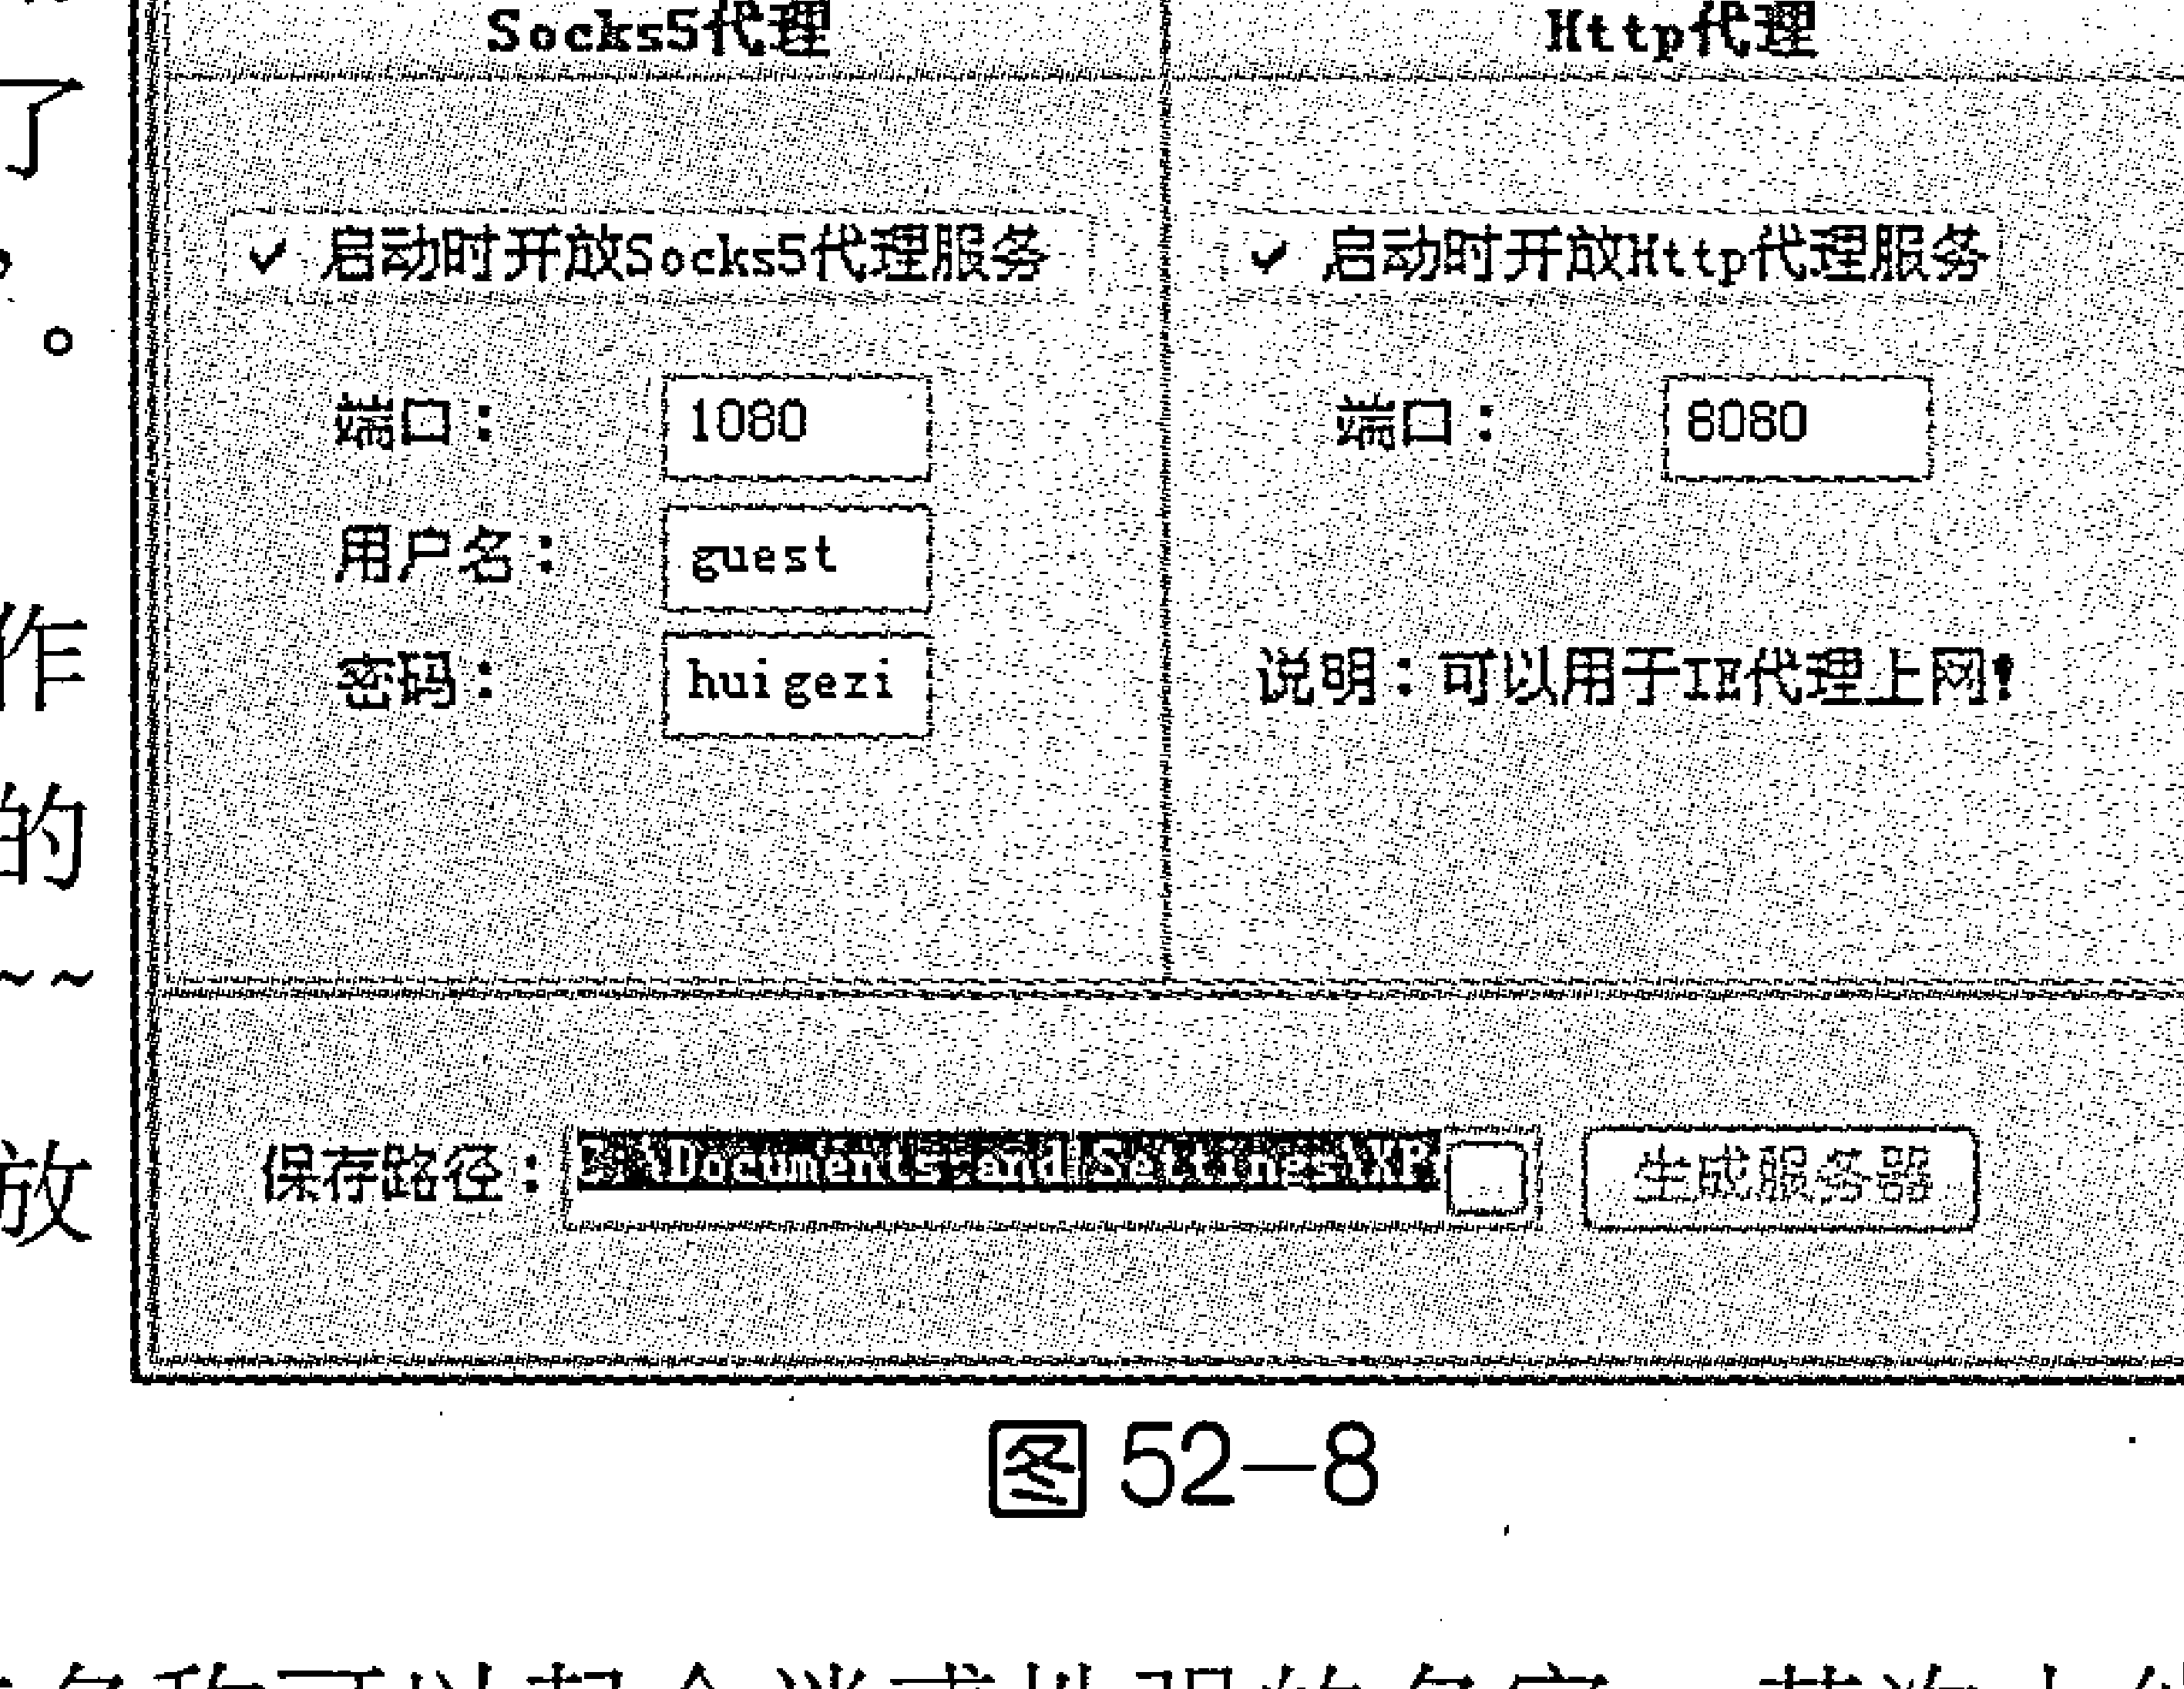 Socks5代理
Http代理
了
。
✓ 启动时开放Socks5代理服务
✓ 启动时开放Http代理服务
端口： 1080
端口： 8080
用户名： guest
作
密码： huigezi
说明：可以用于IE代理上网!
的
~~
放
保存路径： C:\Documents and Settings\XP
...
生成服务器
图 52-8